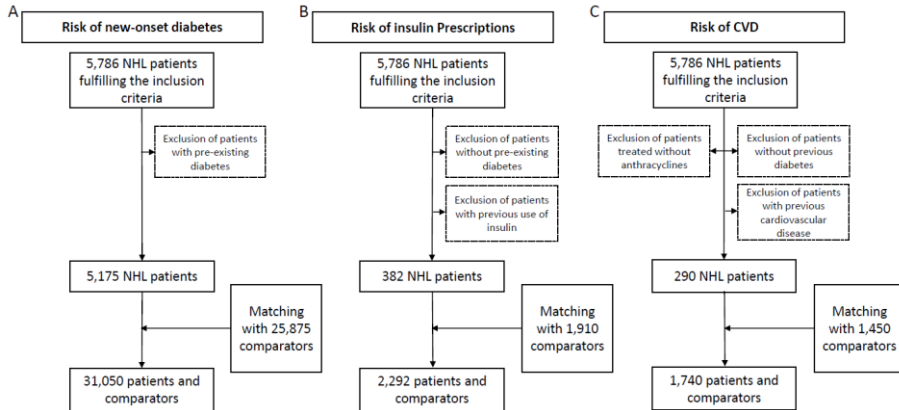 A
Risk of new-onset diabetes
5,786 NHL patients
fulfilling the inclusion
criteria
Exclusion of patients
with pre-existing
diabetes
5,175 NHL patients
Matching
with 25,875
comparators
31,050 patients and
comparators
B
Risk of insulin Prescriptions
5,786 NHL patients
fulfilling the inclusion
criteria
Exclusion of patients
without pre-existing
diabetes
Exclusion of patients
with previous use of
insulin
382 NHL patients
Matching
with 1,910
comparators
2,292 patients and
comparators
C
Risk of CVD
5,786 NHL patients
fulfilling the inclusion
criteria
Exclusion of patients
treated without
anthracyclines
Exclusion of patients
without previous
diabetes
Exclusion of patients
with previous
cardiovascular
disease
290 NHL patients
Matching
with 1,450
comparators
1,740 patients and
comparators